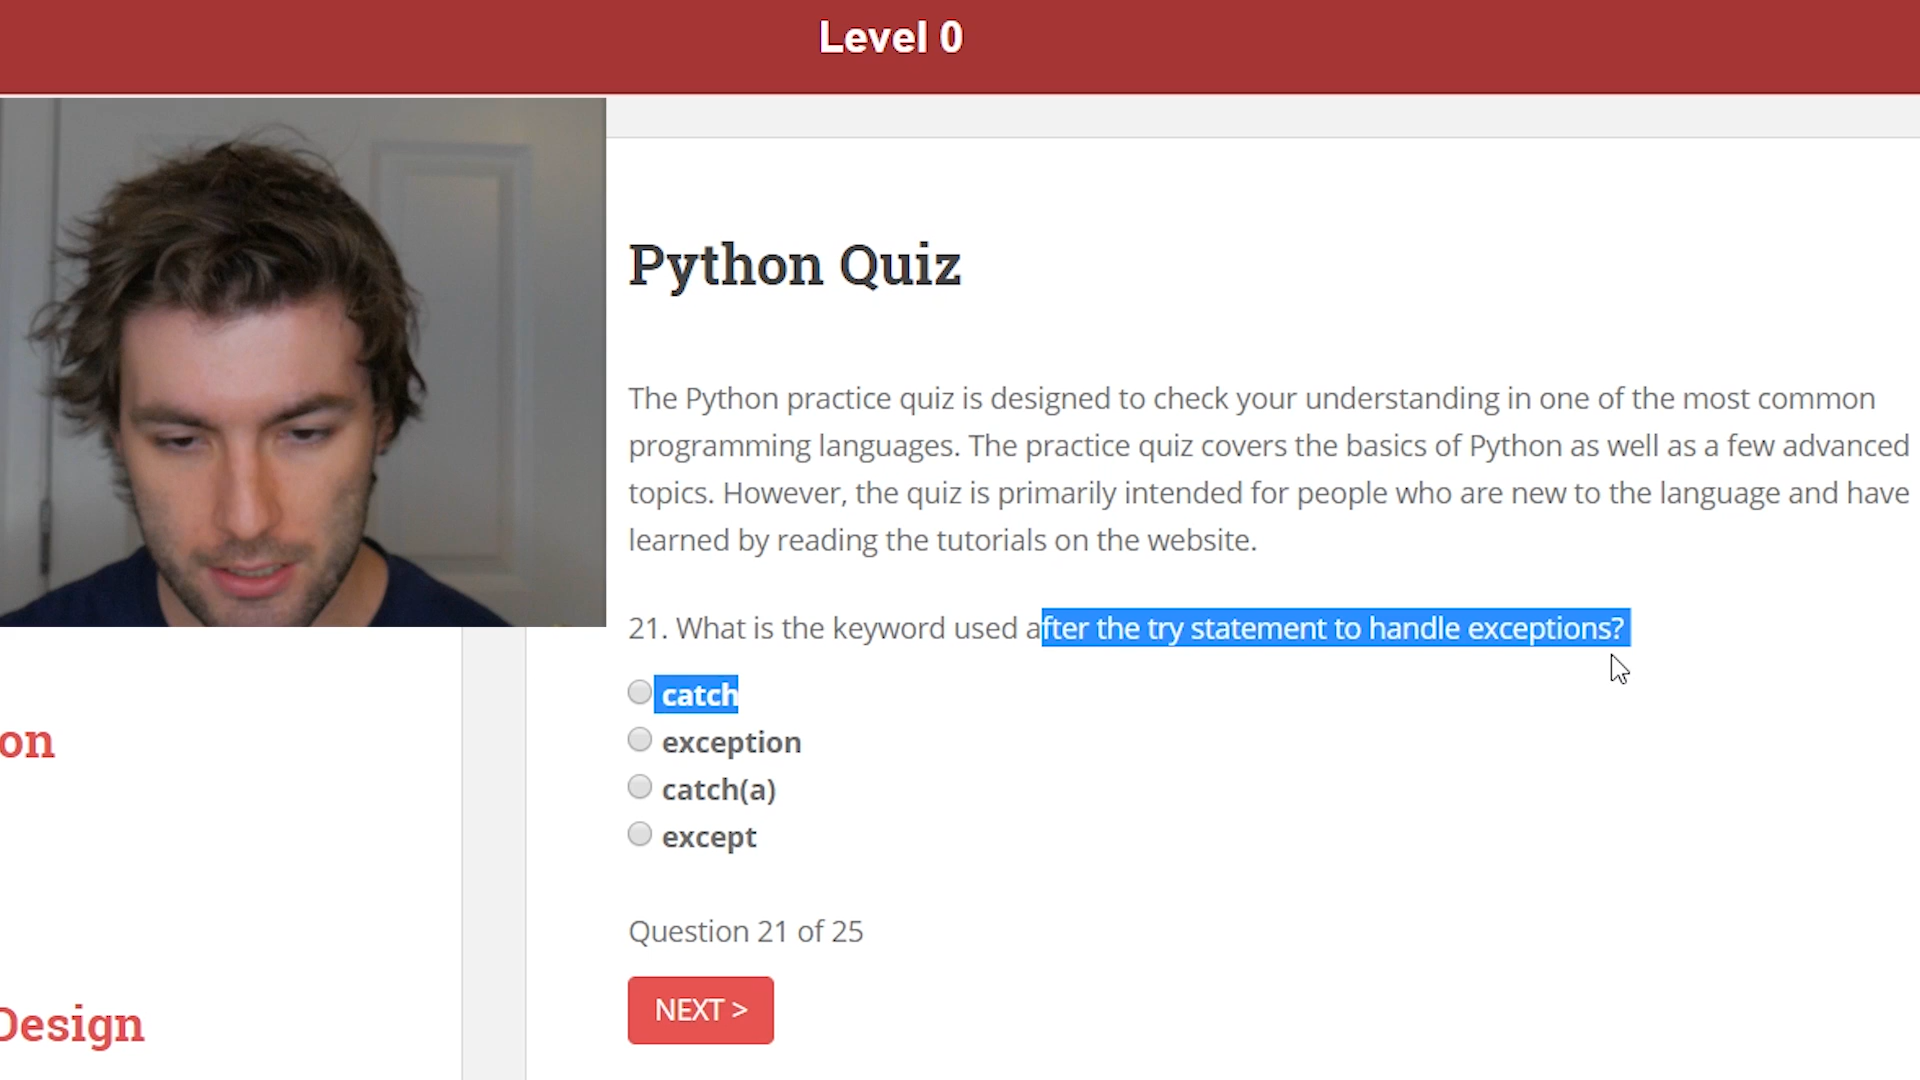 Level 0
Python Quiz
The Python practice quiz is designed to check your understanding in one of the most common
programming languages. The practice quiz covers the basics of Python as well as a few advanced
topics. However, the quiz is primarily intended for people who are new to the language and have
learned by reading the tutorials on the website.
21. What is the keyword used after the try statement to handle exceptions?
catch
exception
catch(a)
except
Question 21 of 25
NEXT >
on
Design